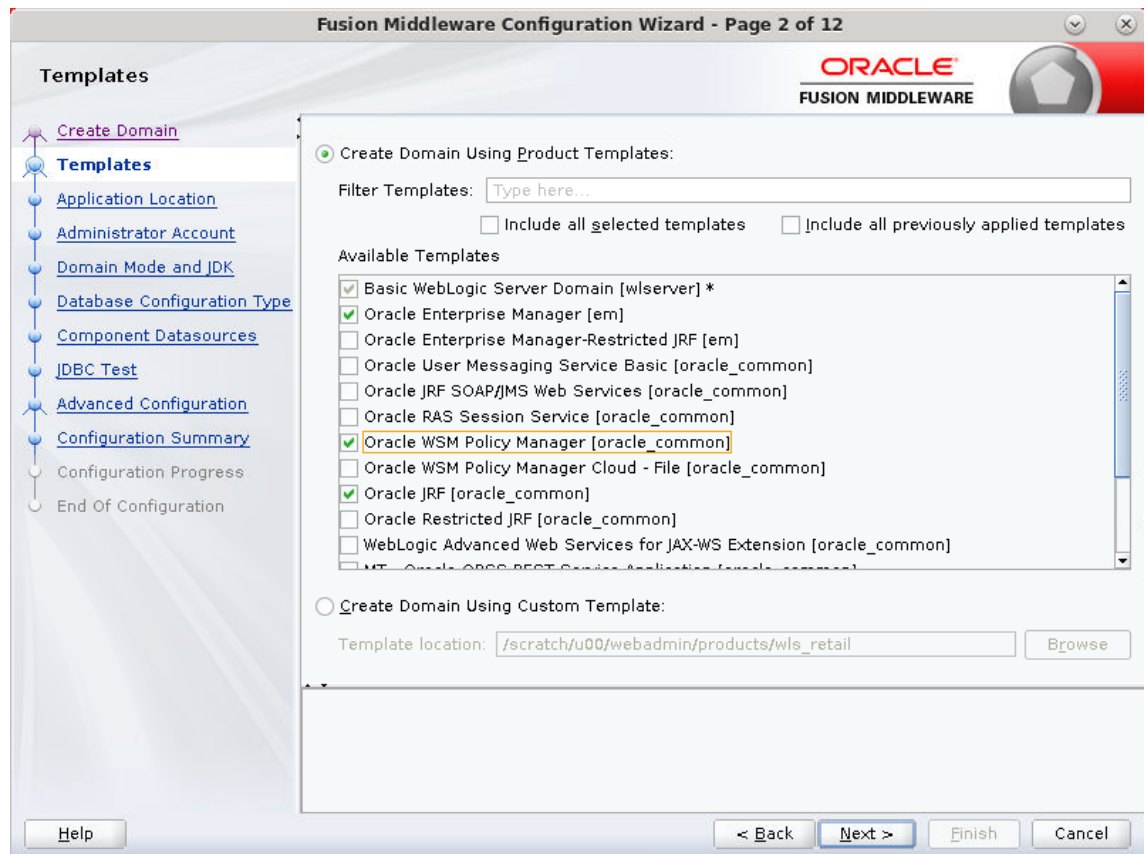 Fusion Middleware Configuration Wizard - Page 2 of 12
Templates
ORACLE
FUSION MIDDLEWARE
Create Domain
Templates
Application Location
Administrator Account
Domain Mode and JDK
Database Configuration Type
Component Datasources
JDBC Test
Advanced Configuration
Configuration Summary
Configuration Progress
End Of Configuration
Create Domain Using Product Templates:
Filter Templates: Type here...
Include all selected templates Include all previously applied templates
Available Templates
Basic WebLogic Server Domain [wlserver] *
Oracle Enterprise Manager [em]
Oracle Enterprise Manager-Restricted JRF [em]
Oracle User Messaging Service Basic [oracle_common]
Oracle JRF SOAP/JMS Web Services [oracle_common]
Oracle RAS Session Service [oracle_common]
Oracle WSM Policy Manager [oracle_common]
Oracle WSM Policy Manager Cloud - File [oracle_common]
Oracle JRF [oracle_common]
Oracle Restricted JRF [oracle_common]
WebLogic Advanced Web Services for JAX-WS Extension [oracle_common]
Create Domain Using Custom Template:
Template location: /scratch/u00/webadmin/products/wls_retail Browse
Help < Back Next > Finish Cancel